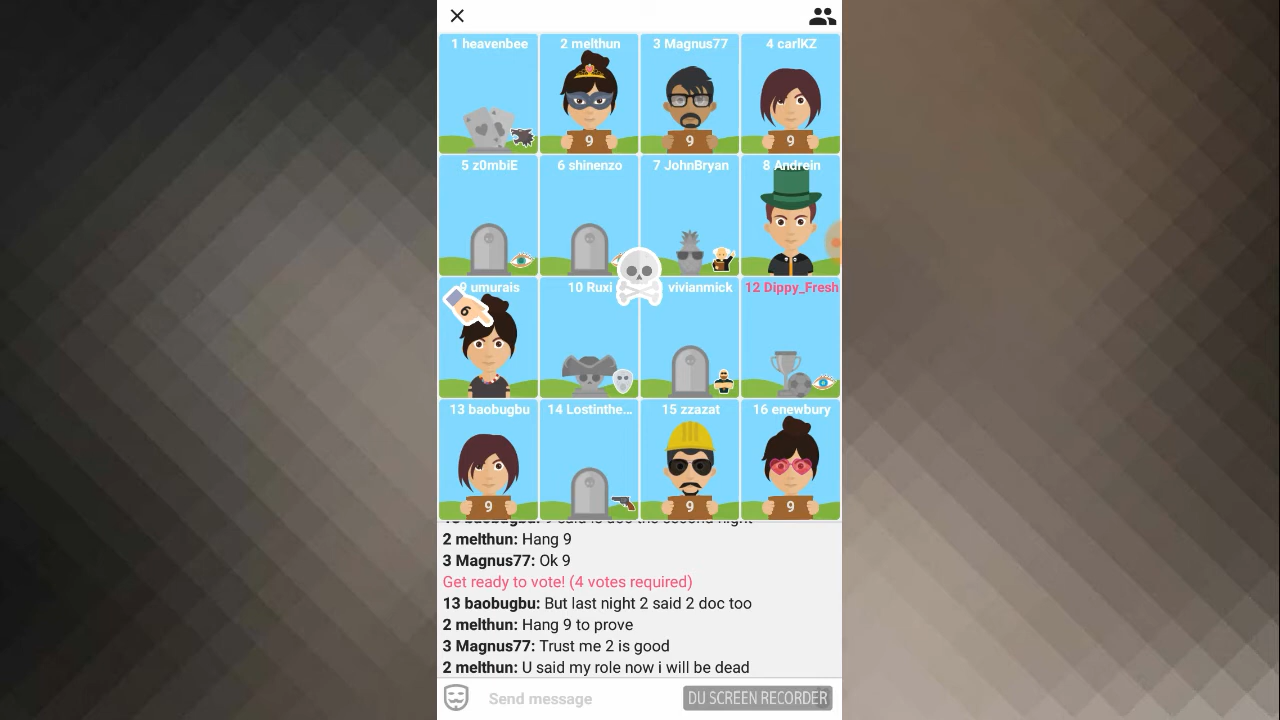 1 heavenbee
2 melthun
3 Magnus77
4 carlKZ
9
9
9
5 z0mbiE
6 shinenzo
7 JohnBryan
8 Andrein
9 umurais
10 Ruxi
vivianmick
12 Dippy_Fresh
6
13 baobugbu
14 Lostinthe...
15 zzazat
16 enewbury
9
9
9
2 melthun: Hang 9
3 Magnus77: Ok 9
Get ready to vote! (4 votes required)
13 baobugbu: But last night 2 said 2 doc too
2 melthun: Hang 9 to prove
3 Magnus77: Trust me 2 is good
2 melthun: U said my role now i will be dead
Send message
DU SCREEN RECORDER